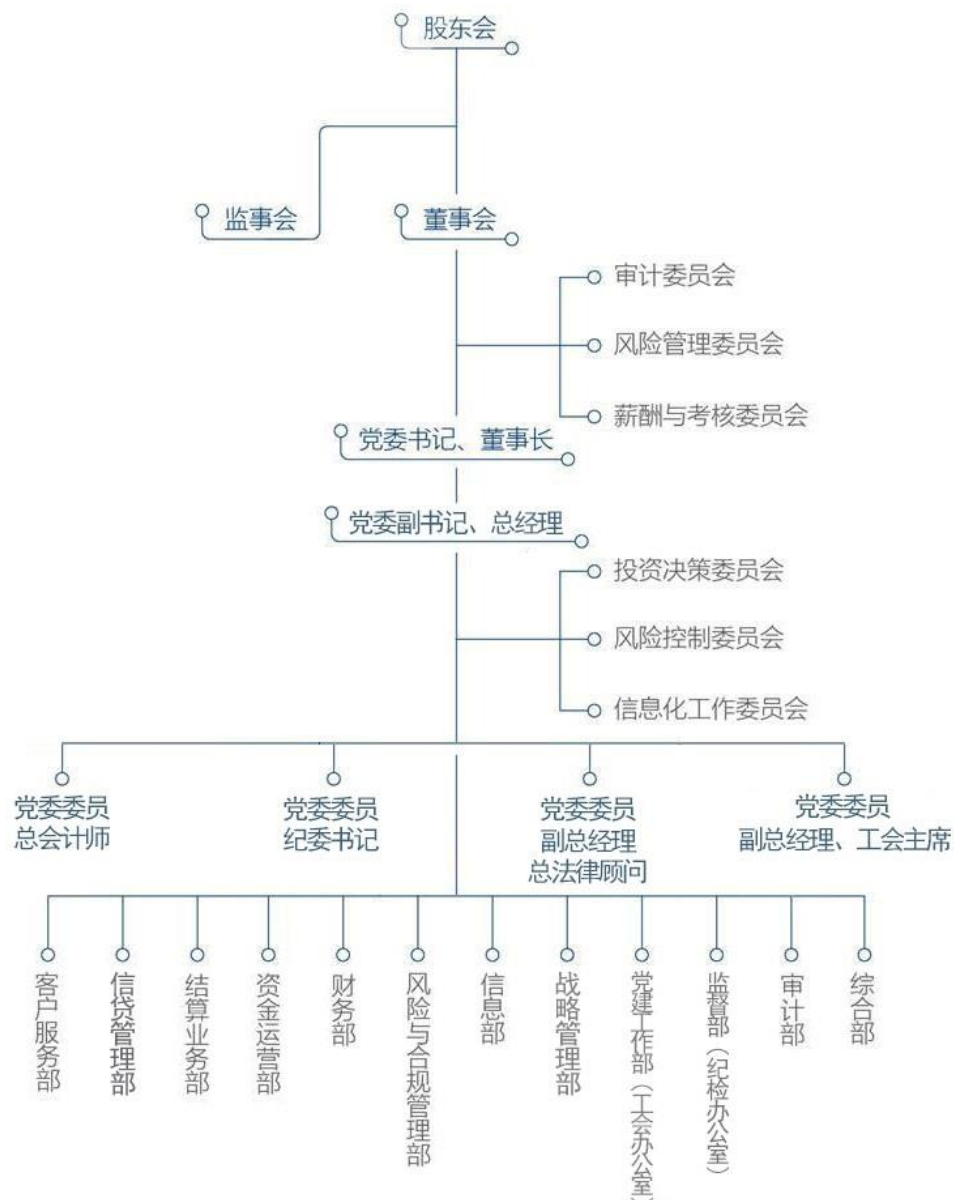 股东会
监事会
董事会
审计委员会
风险管理委员会
薪酬与考核委员会
党委书记、董事长
党委副书记、总经理
投资决策委员会
风险控制委员会
信息化工作委员会
党委委员
总会计师
党委委员
纪委书记
党委委员
副总经理
总法律顾问
党委委员
副总经理、工会主席
客户服务部
信贷管理部
结算业务部
资金运营部
财务部
风险与合规管理部
信息部
战略管理部
党建工作部（工会办公室）
监督部（纪检办公室）
审计部
综合部